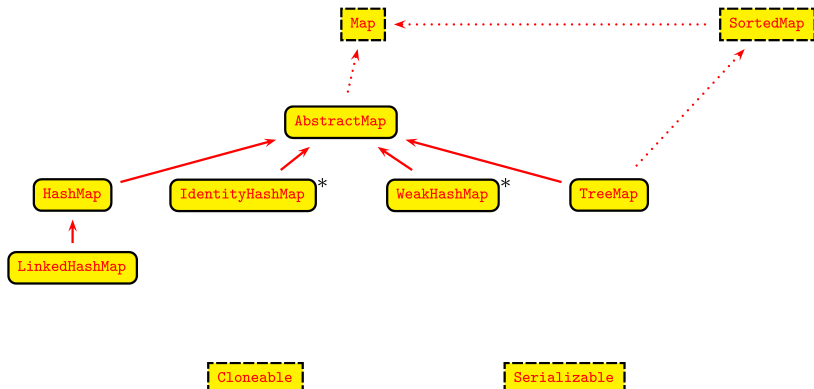 Map
SortedMap
AbstractMap
HashMap
IdentityHashMap*
WeakHashMap*
TreeMap
LinkedHashMap
Cloneable
Serializable